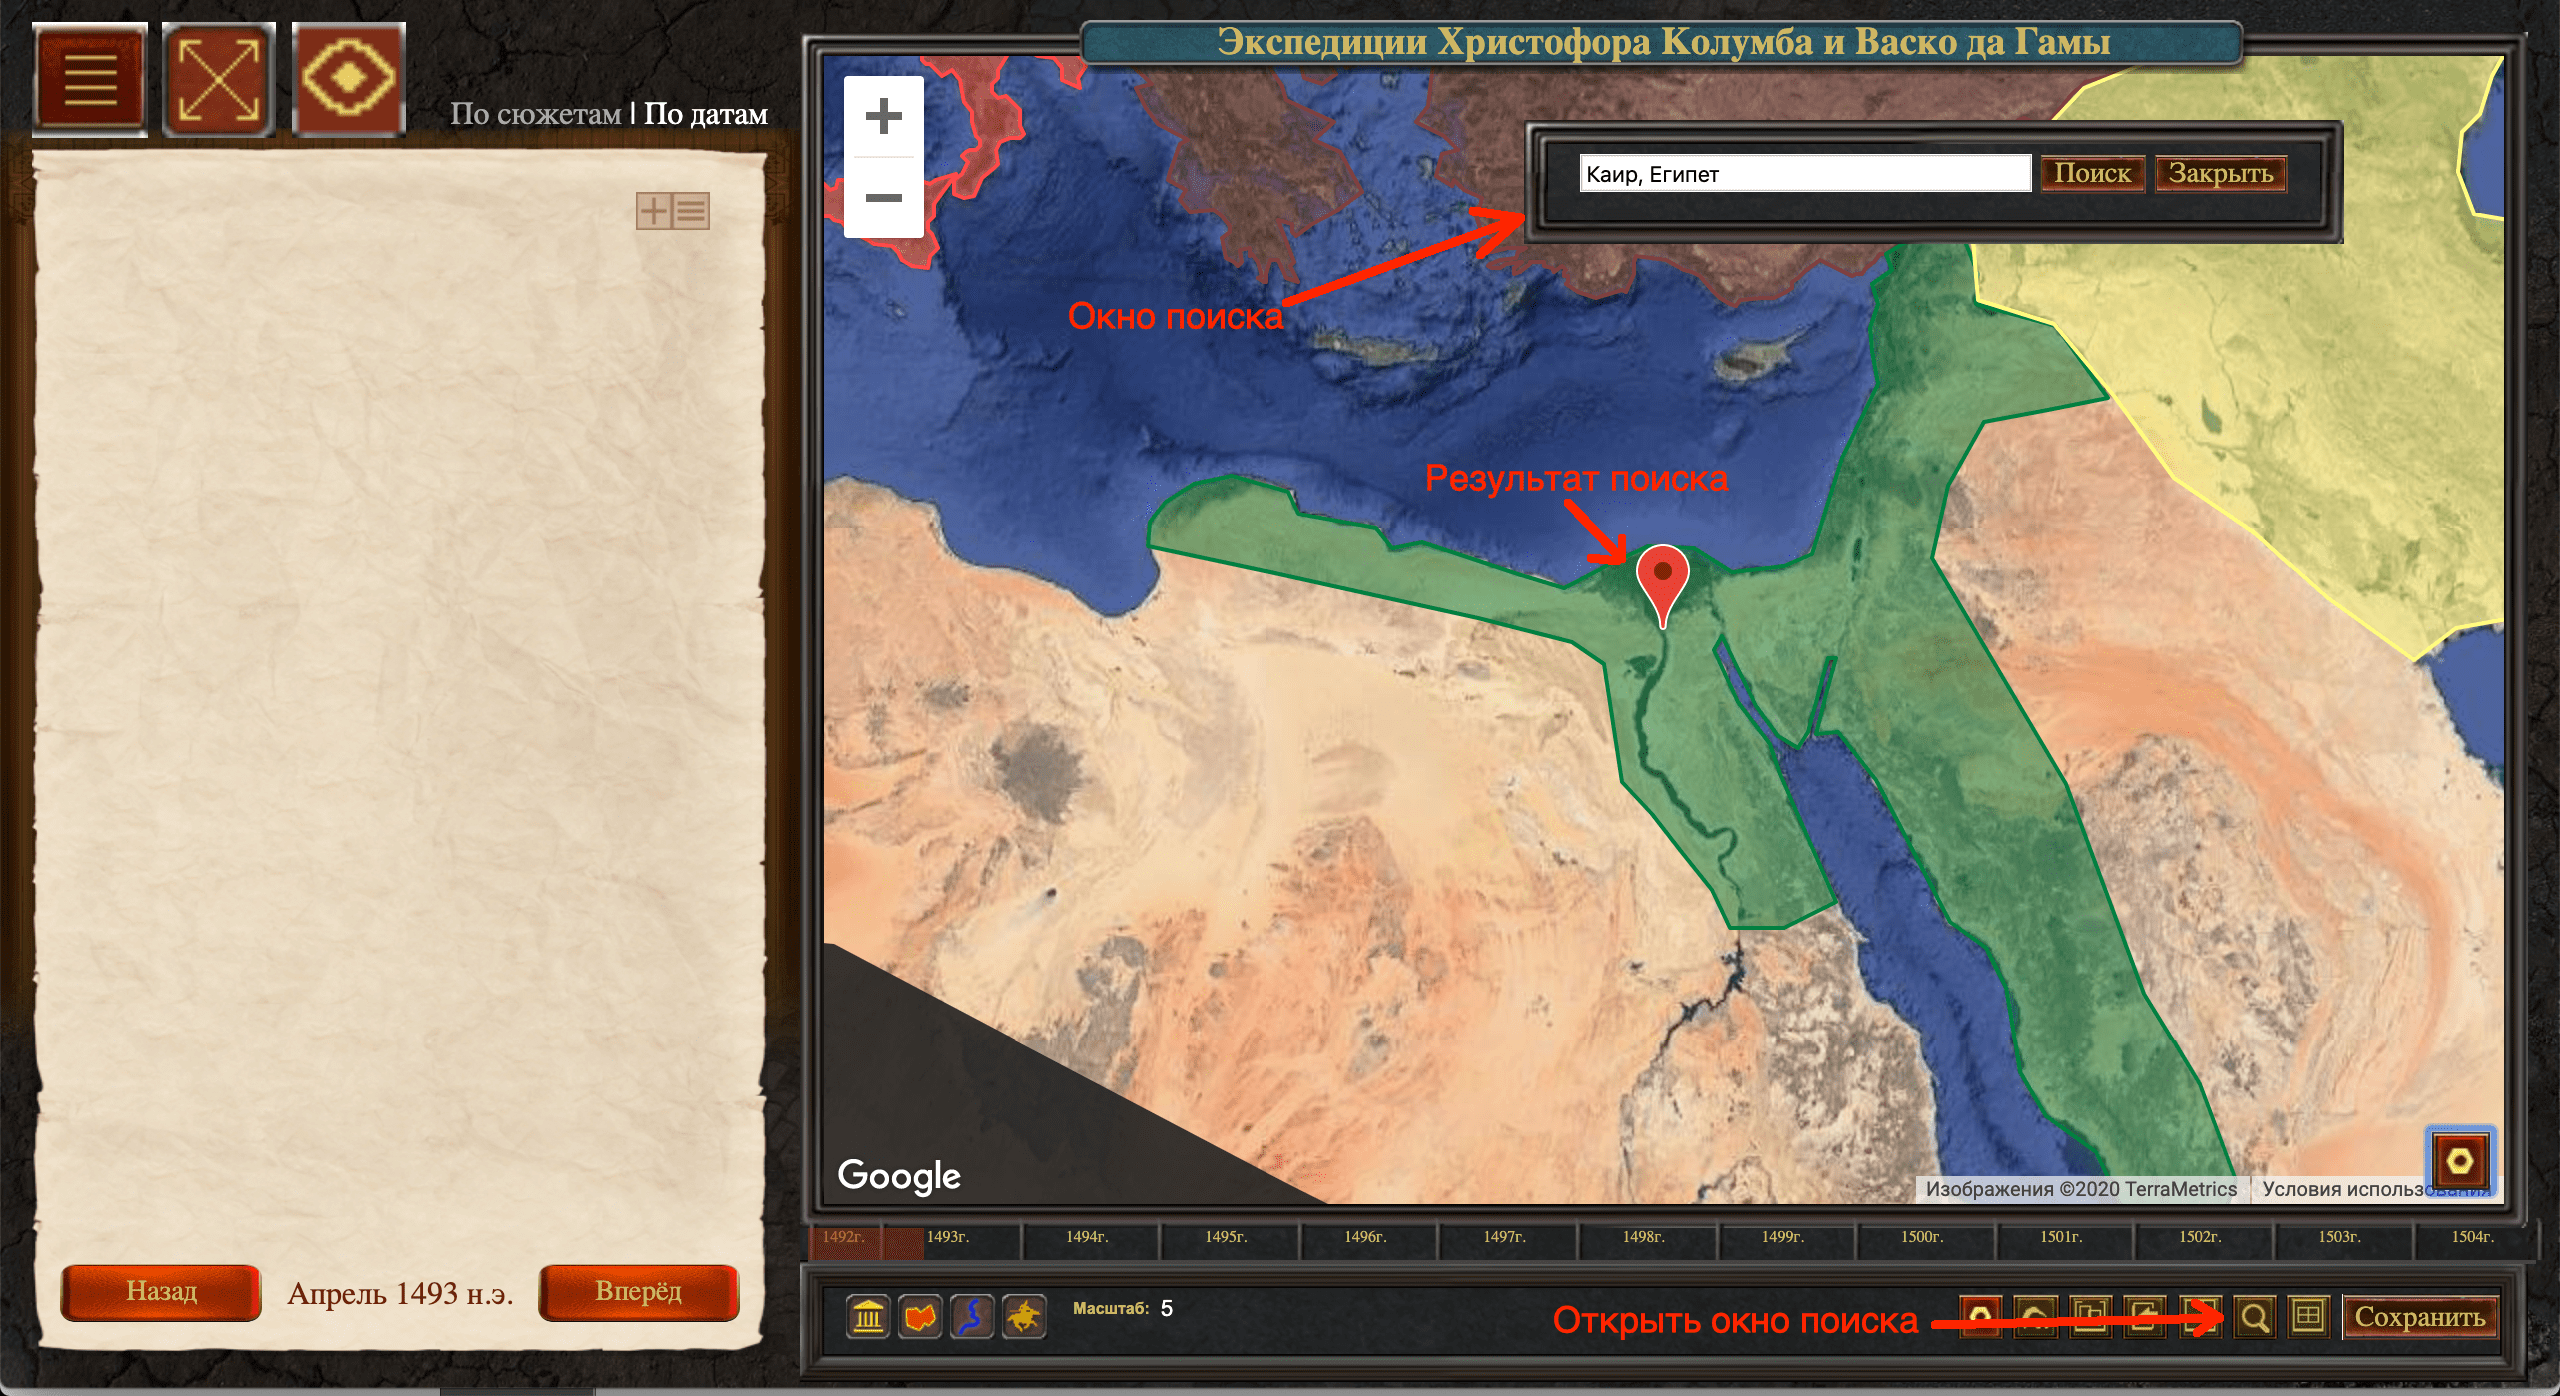 Экспедиции Христофора Колумба и Васко да Гамы
По сюжетам | По датам
Каир, Египет
Поиск
Закрыть
Окно поиска
Результат поиска
Google
Изображения ©2020 TerraMetrics
Условия использования
1492г.
1493г.
1494г.
1495г.
1496г.
1497г.
1498г.
1499г.
1500г.
1501г.
1502г.
1503г.
1504г.
Назад
Апрель 1493 н.э.
Вперёд
Масштаб: 5
Открыть окно поиска
Сохранить